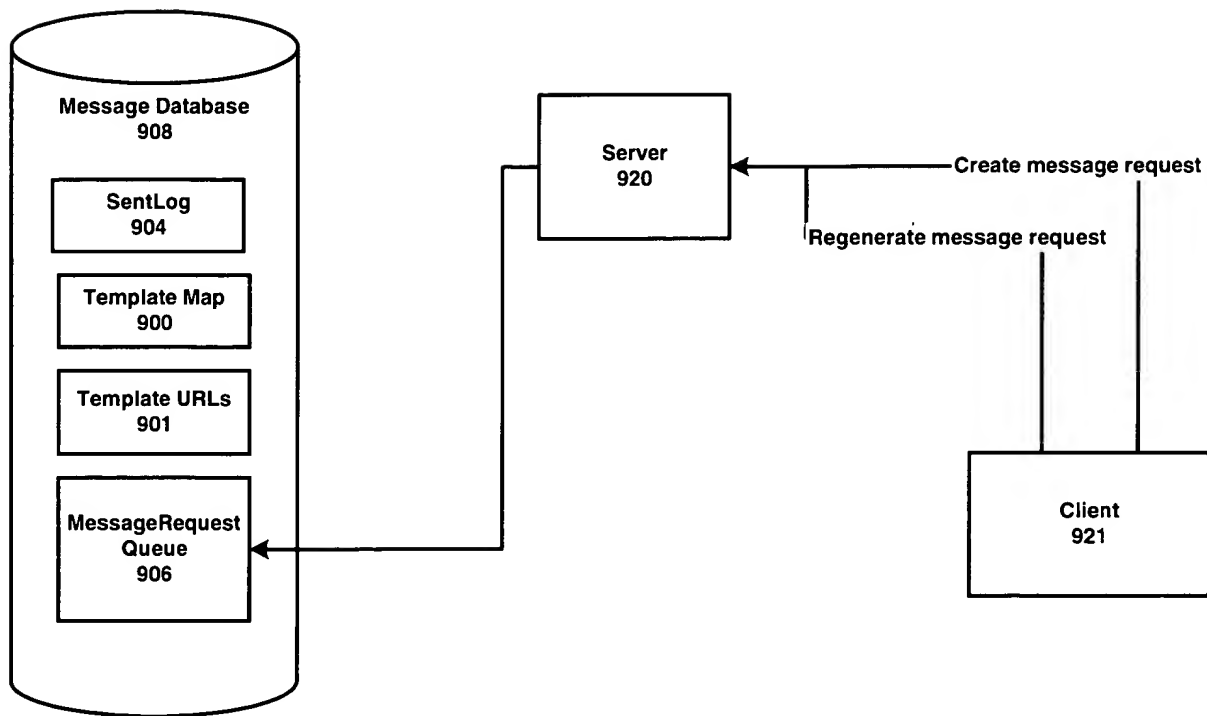 Message Database
908
SentLog
904
Template Map
900
Template URLs
901
MessageRequest
Queue
906
Server
920
Create message request
Regenerate message request
Client
921